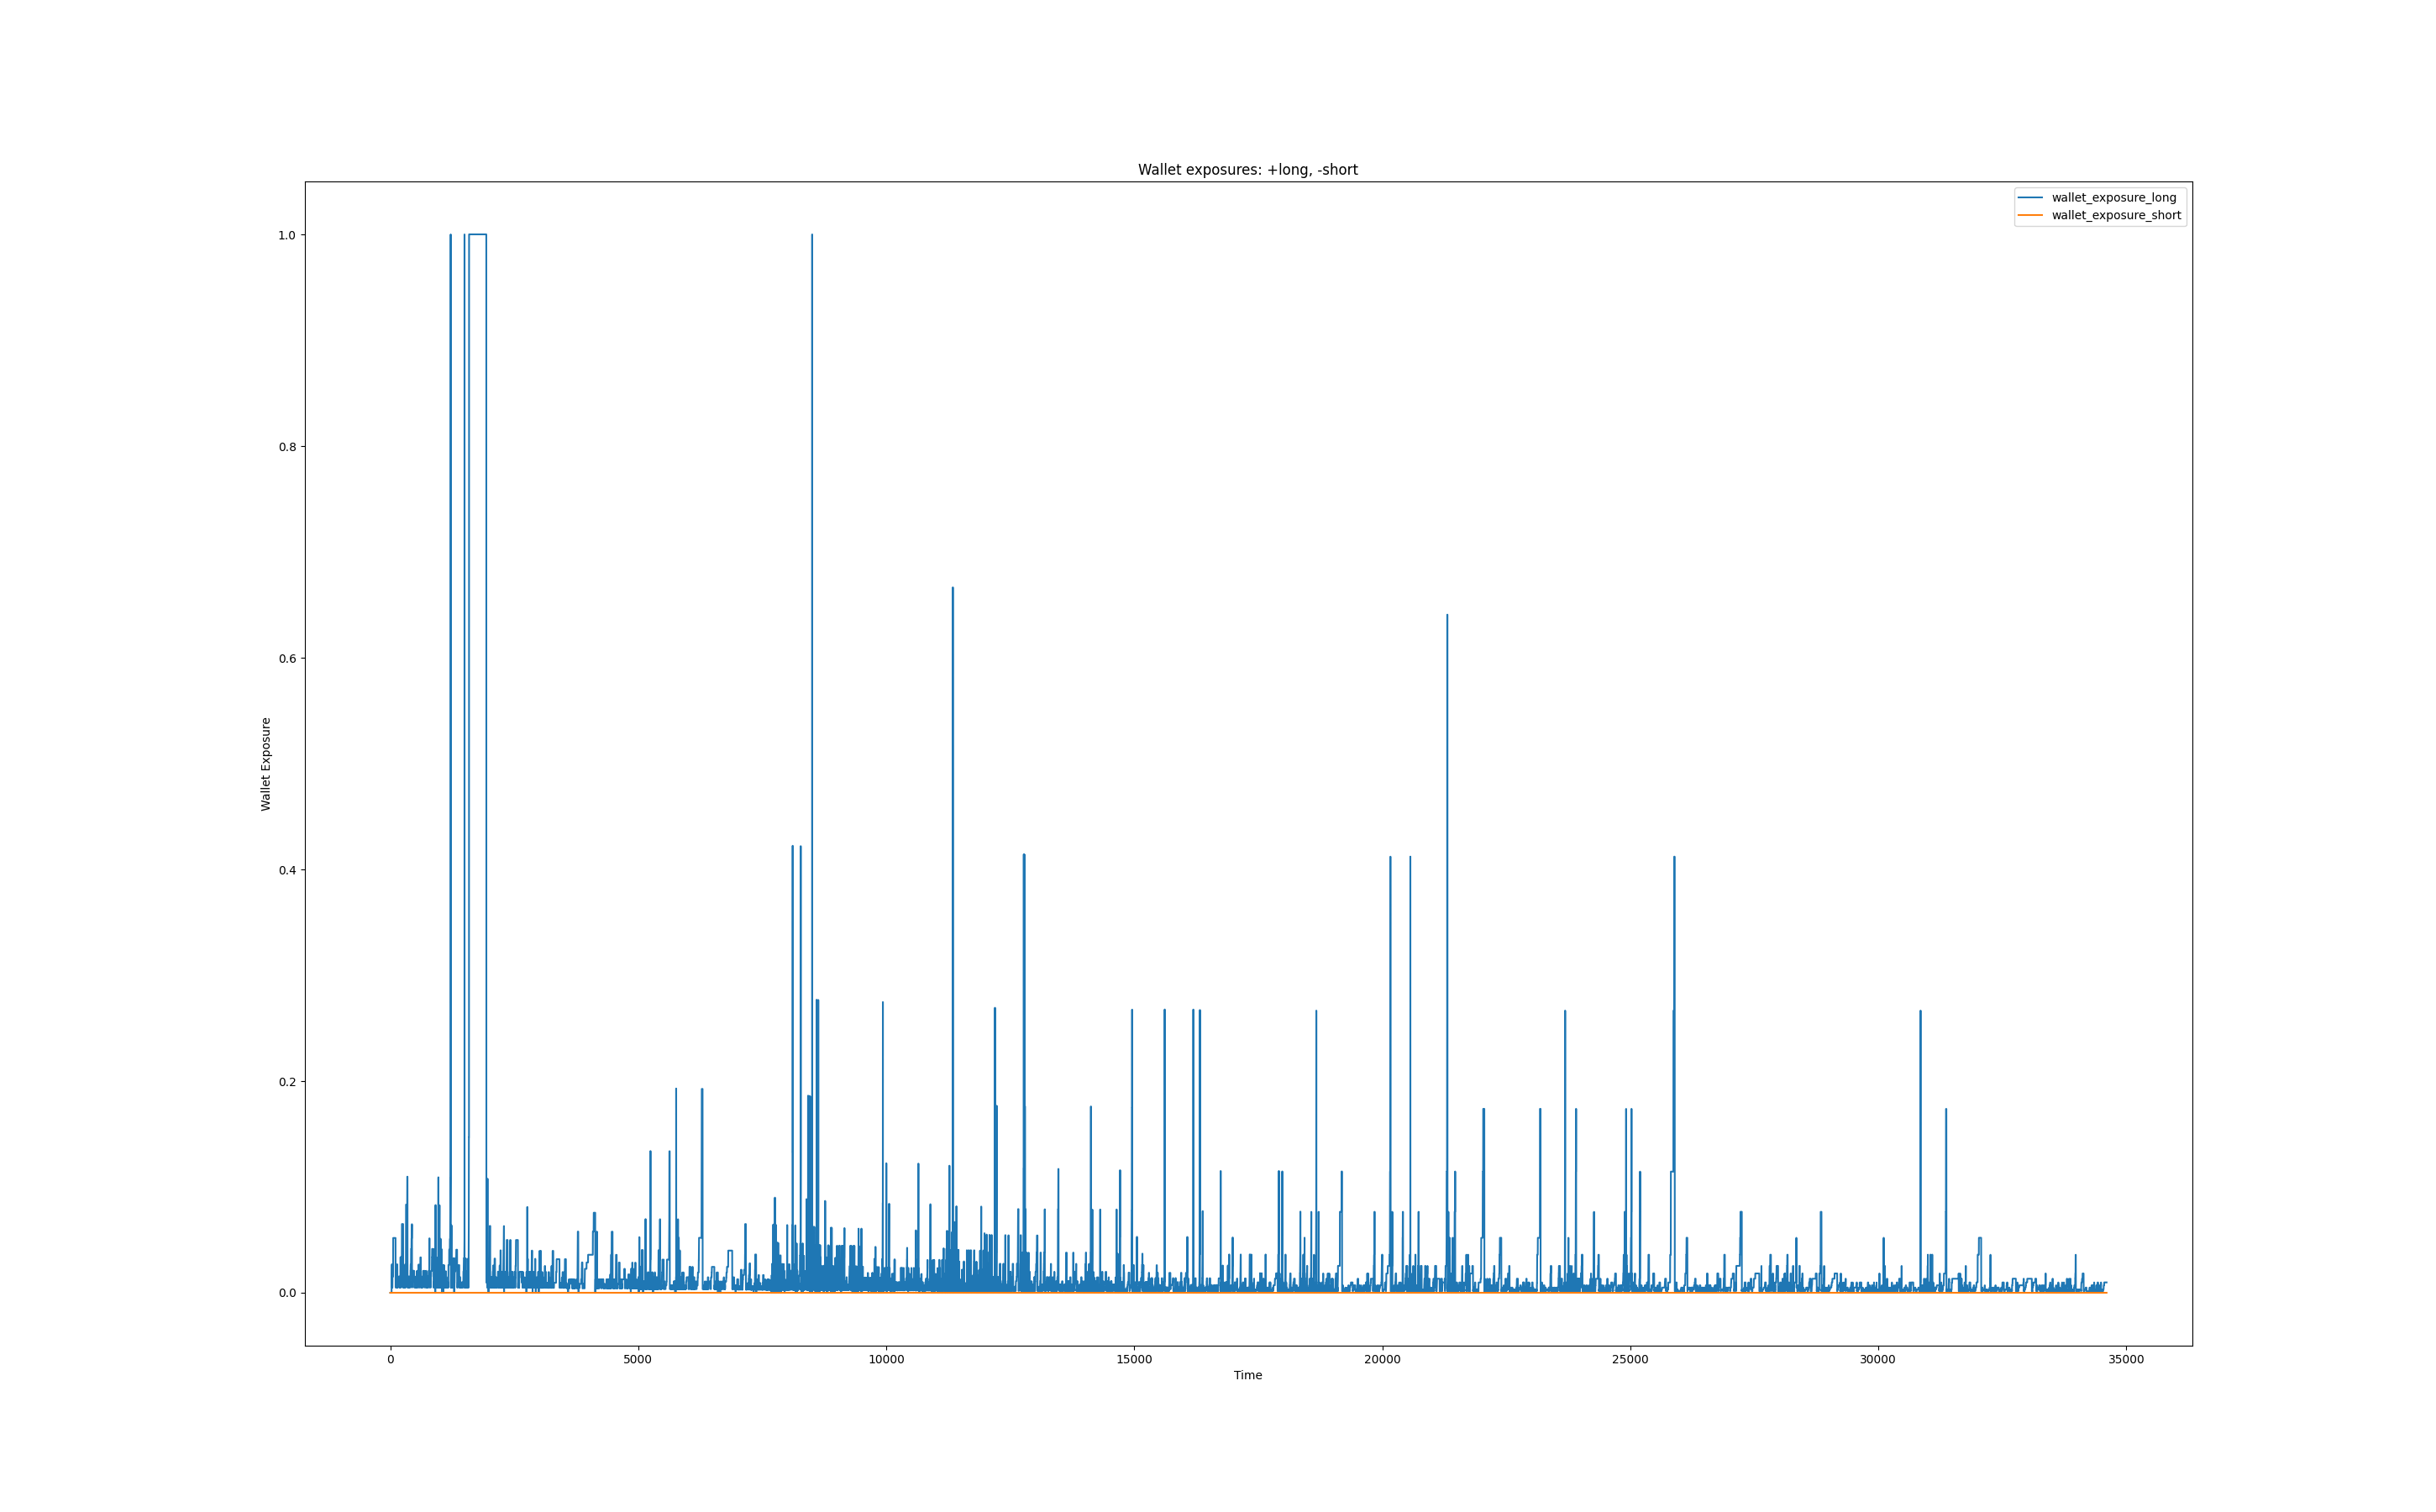 Wallet exposures: +long, -short
wallet_exposure_long
wallet_exposure_short
1.0
0.8
0.6
0.4
0.2
0.0
Wallet Exposure
0 5000 10000 15000 20000 25000 30000 35000
Time